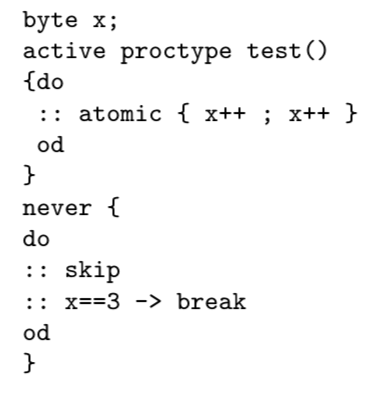 byte x;
active proctype test()
{do
 :: atomic { x++ ; x++ }
 od
}
never {
do
:: skip
:: x==3 -> break
od
}